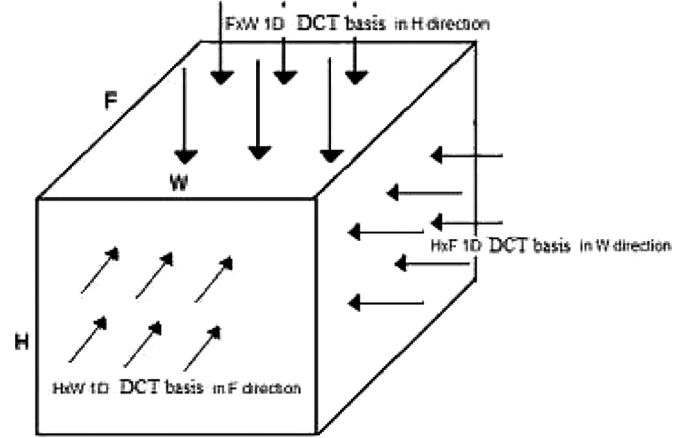 FxW 1D DCT basis in H direction
F
W
HxF 1D DCT basis in W direction
H
HxW 1D DCT basis in F direction